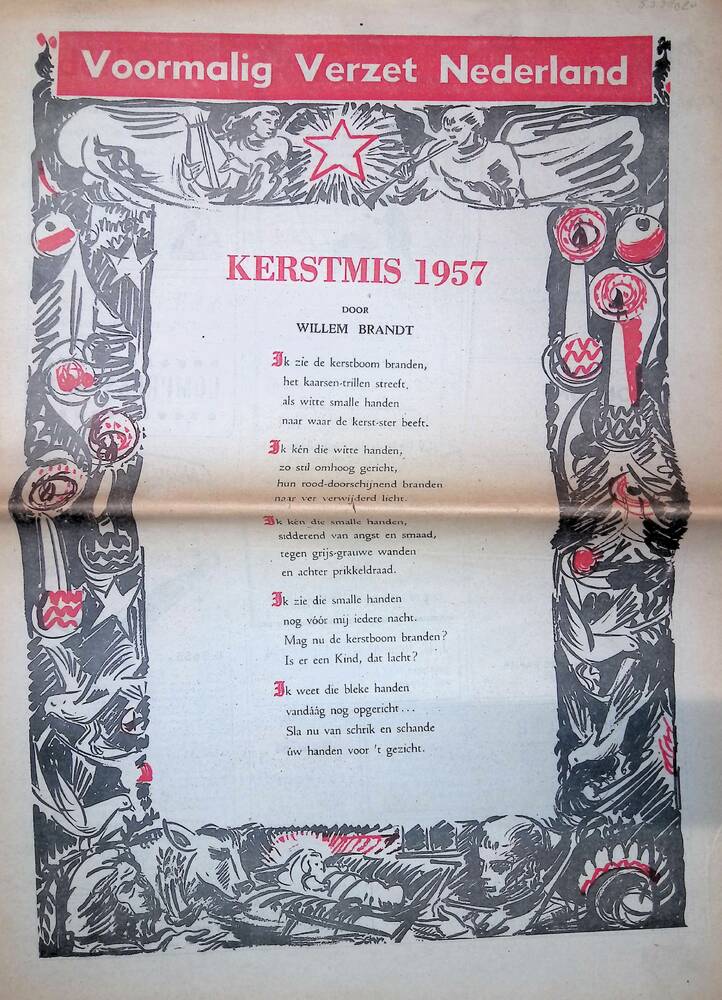 Voormalig Verzet Nederland
KERSTMIS 1957
DOOR
WILLEM BRANDT
Ik zie de kerstboom branden,
het kaarsen-trillen streeft,
als witte smalle handen
naar waar de kerst-ster beeft.
Ik kén die witte handen,
zo stil omhoog gericht,
hun rood-doorschijnend branden
naar ver verwijderd licht.
Ik kén die smalle handen,
sidderend van angst en smaad,
tegen grijs-grauwe wanden
en achter prikkeldraad.
Ik zie die smalle handen
nog vóór mij iedere nacht.
Mag nu de kerstboom branden?
Is er een Kind, dat lacht?
Ik weet die bleke handen
vandáág nog opgericht...
Sla nu van schrik en schande
úw handen voor 't gezicht.